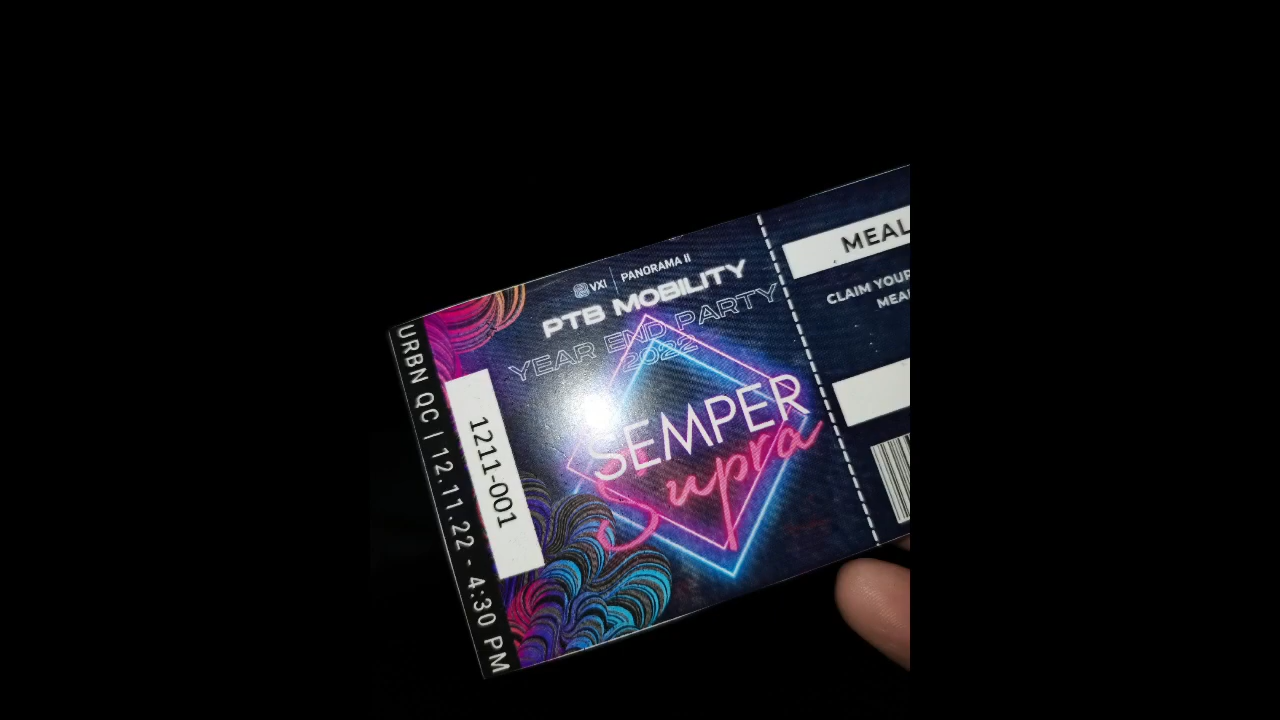 URBN QC | 12.11.22 - 4:30 PM
1211-001
VXI | PANORAMA II
PTB MOBILITY
YEAR END PARTY
2022
SEMPER
Supra
MEAL
CLAIM YOUR